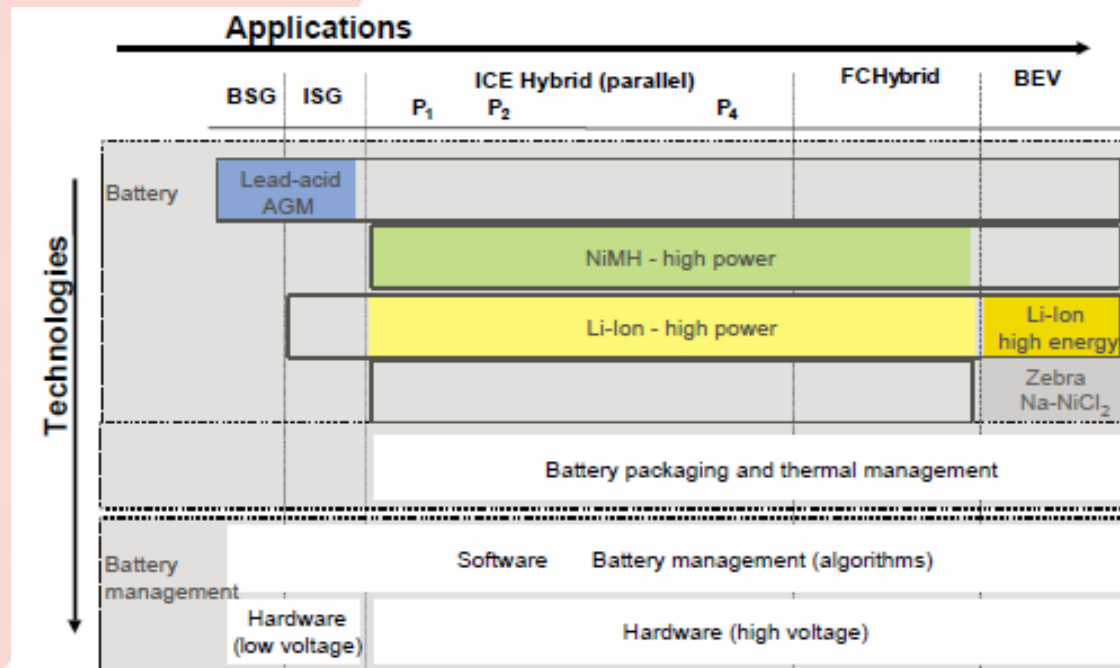 Applications
BSG ISG ICE Hybrid (parallel) FCHybrid BEV
P₁ P₂ P₄
Battery
Lead-acid
AGM
NiMH - high power
Li-Ion - high power
Li-Ion
high energy
Zebra
Na-NiCl₂
Technologies
Battery packaging and thermal management
Battery
management
Software Battery management (algorithms)
Hardware
(low voltage)
Hardware (high voltage)